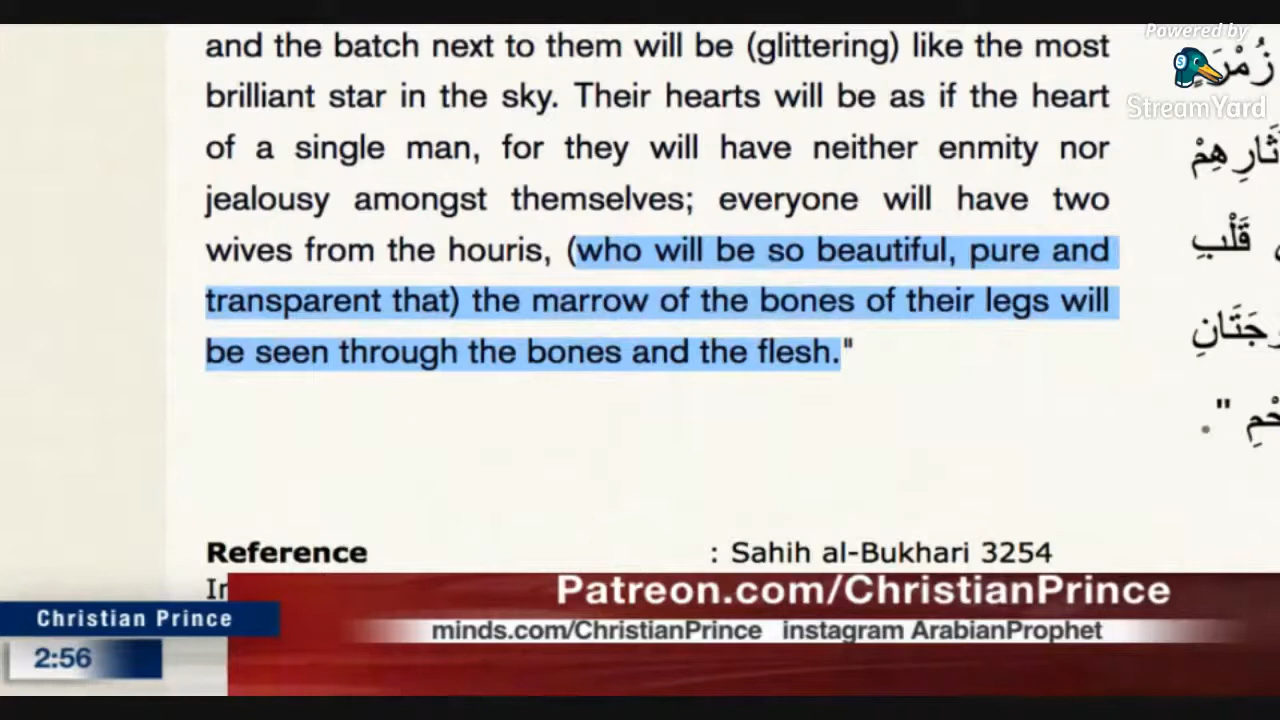 Powered by
StreamYard
and the batch next to them will be (glittering) like the most
brilliant star in the sky. Their hearts will be as if the heart
of a single man, for they will have neither enmity nor
jealousy amongst themselves; everyone will have two
wives from the houris, (who will be so beautiful, pure and
transparent that) the marrow of the bones of their legs will
be seen through the bones and the flesh."
قَلْبِ
Reference : Sahih al-Bukhari 3254
Patreon.com/ChristianPrince
Christian Prince
minds.com/ChristianPrince instagram ArabianProphet
2:56